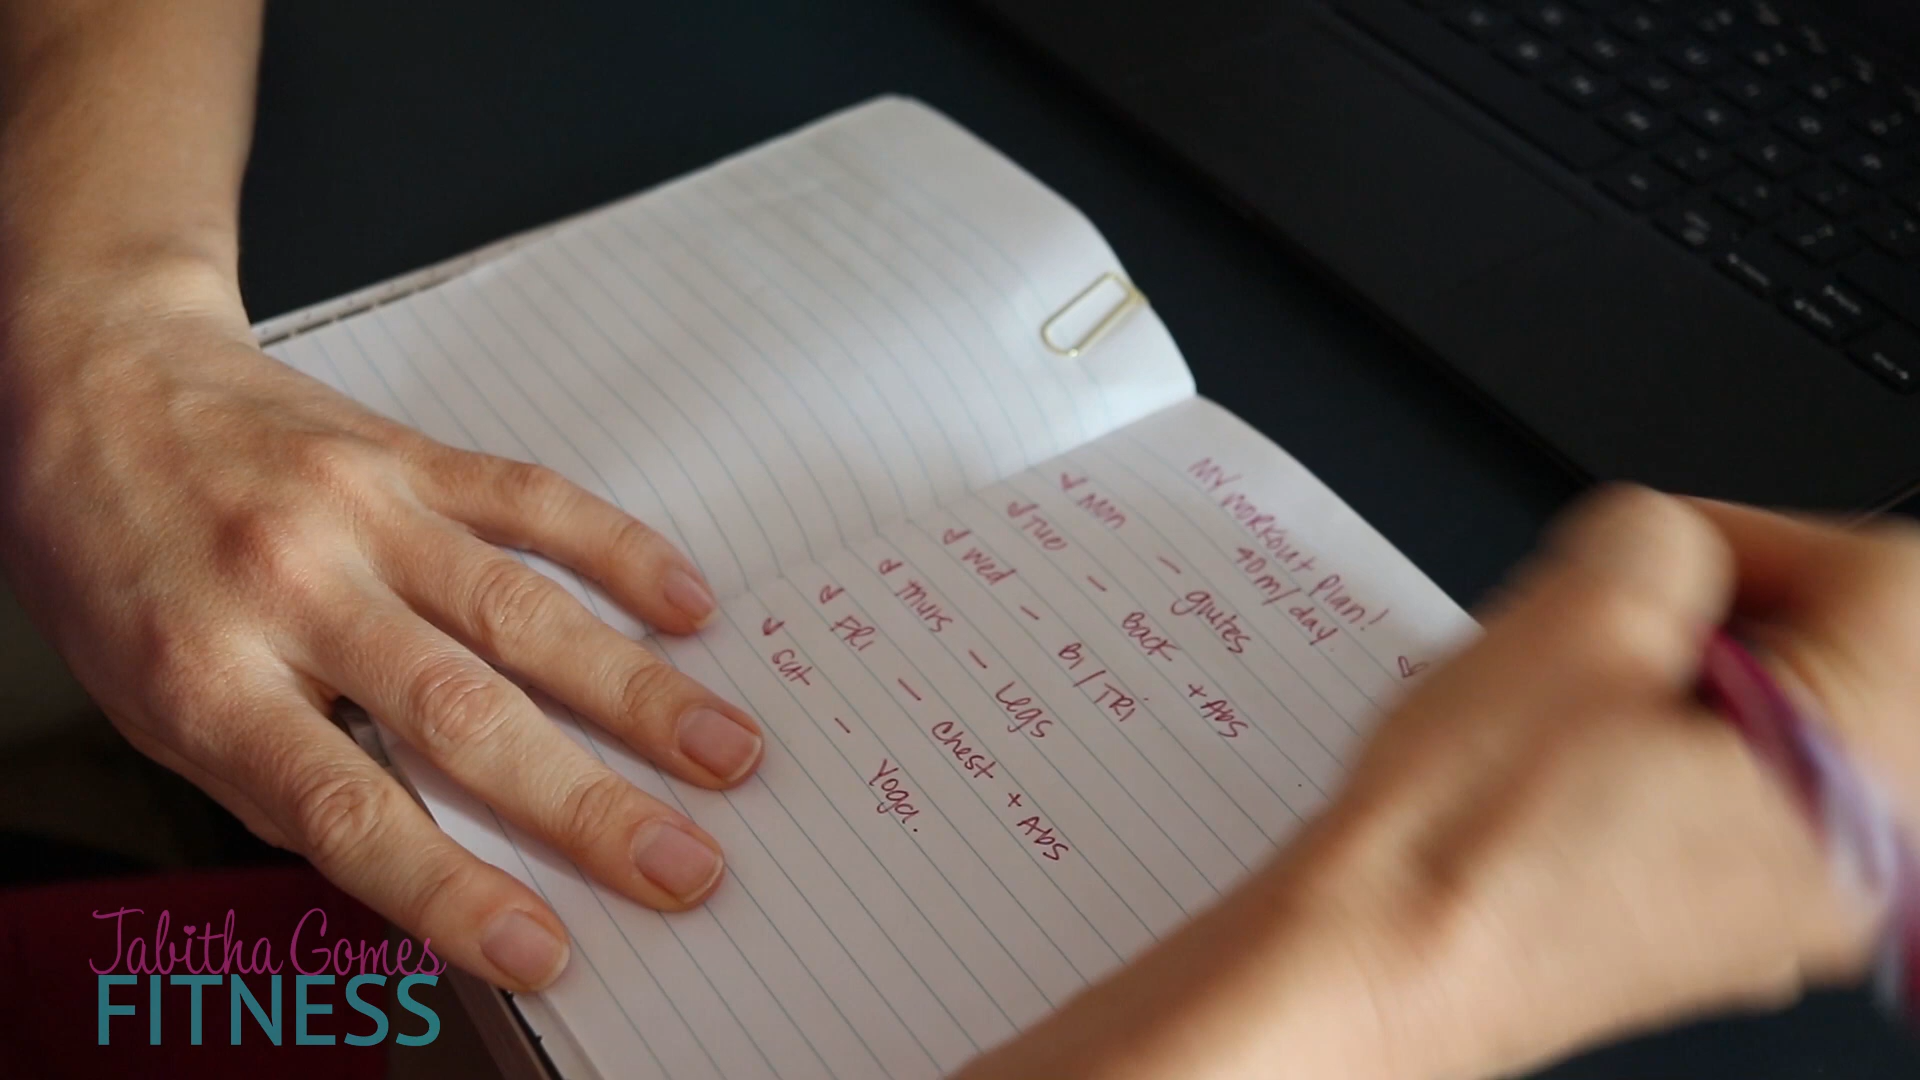 My workout plan!
40m/day
Mon - glutes
Tue - Back + Abs
Wed - Bi / TRi
Thurs - Legs
FRi - Chest + Abs
Sat - Yoga.
Tabitha Gomes
FITNESS